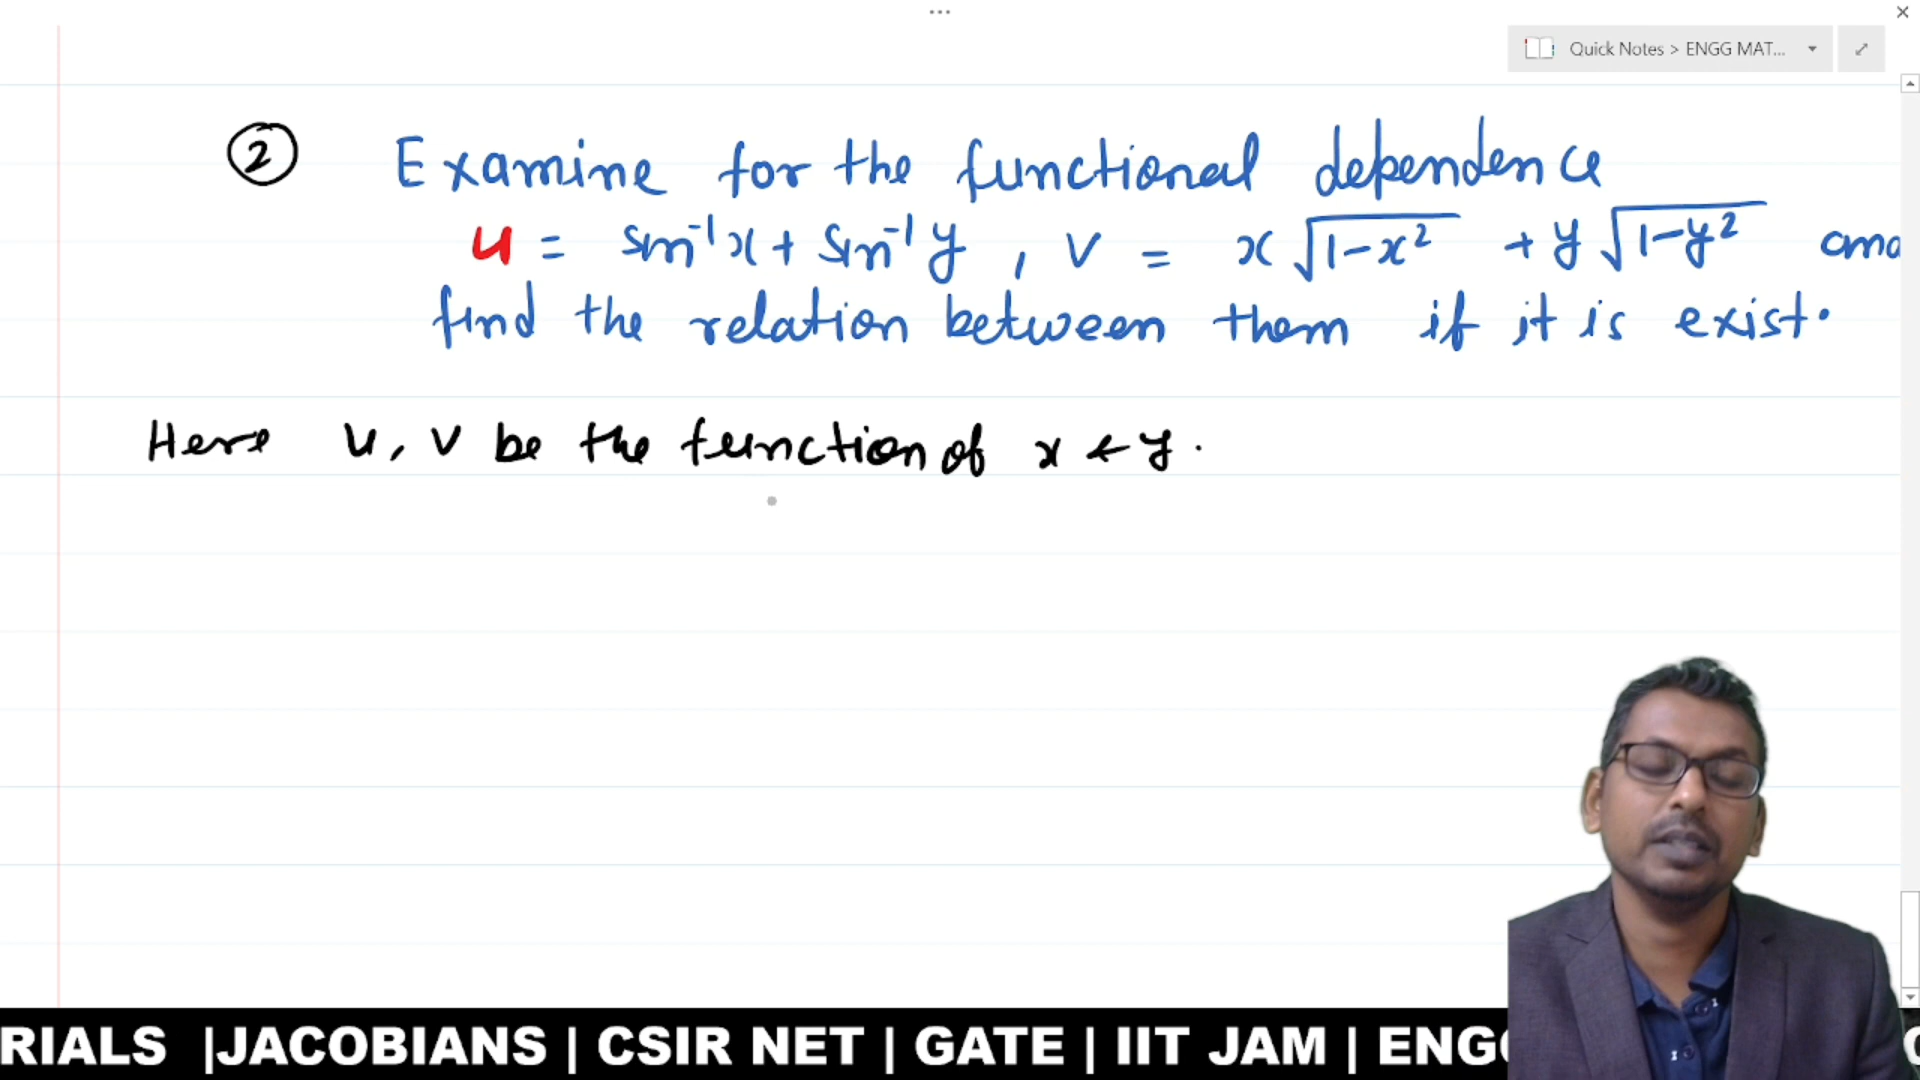 Quick Notes > ENGG MAT...
2 Examine for the functional dependence
u = sin⁻¹x + sin⁻¹y , v = x√(1-x²) + y√(1-y²) and
find the relation between them if it is exist.
Here u, v be the function of x & y.
RIALS |JACOBIANS | CSIR NET | GATE | IIT JAM | ENGG